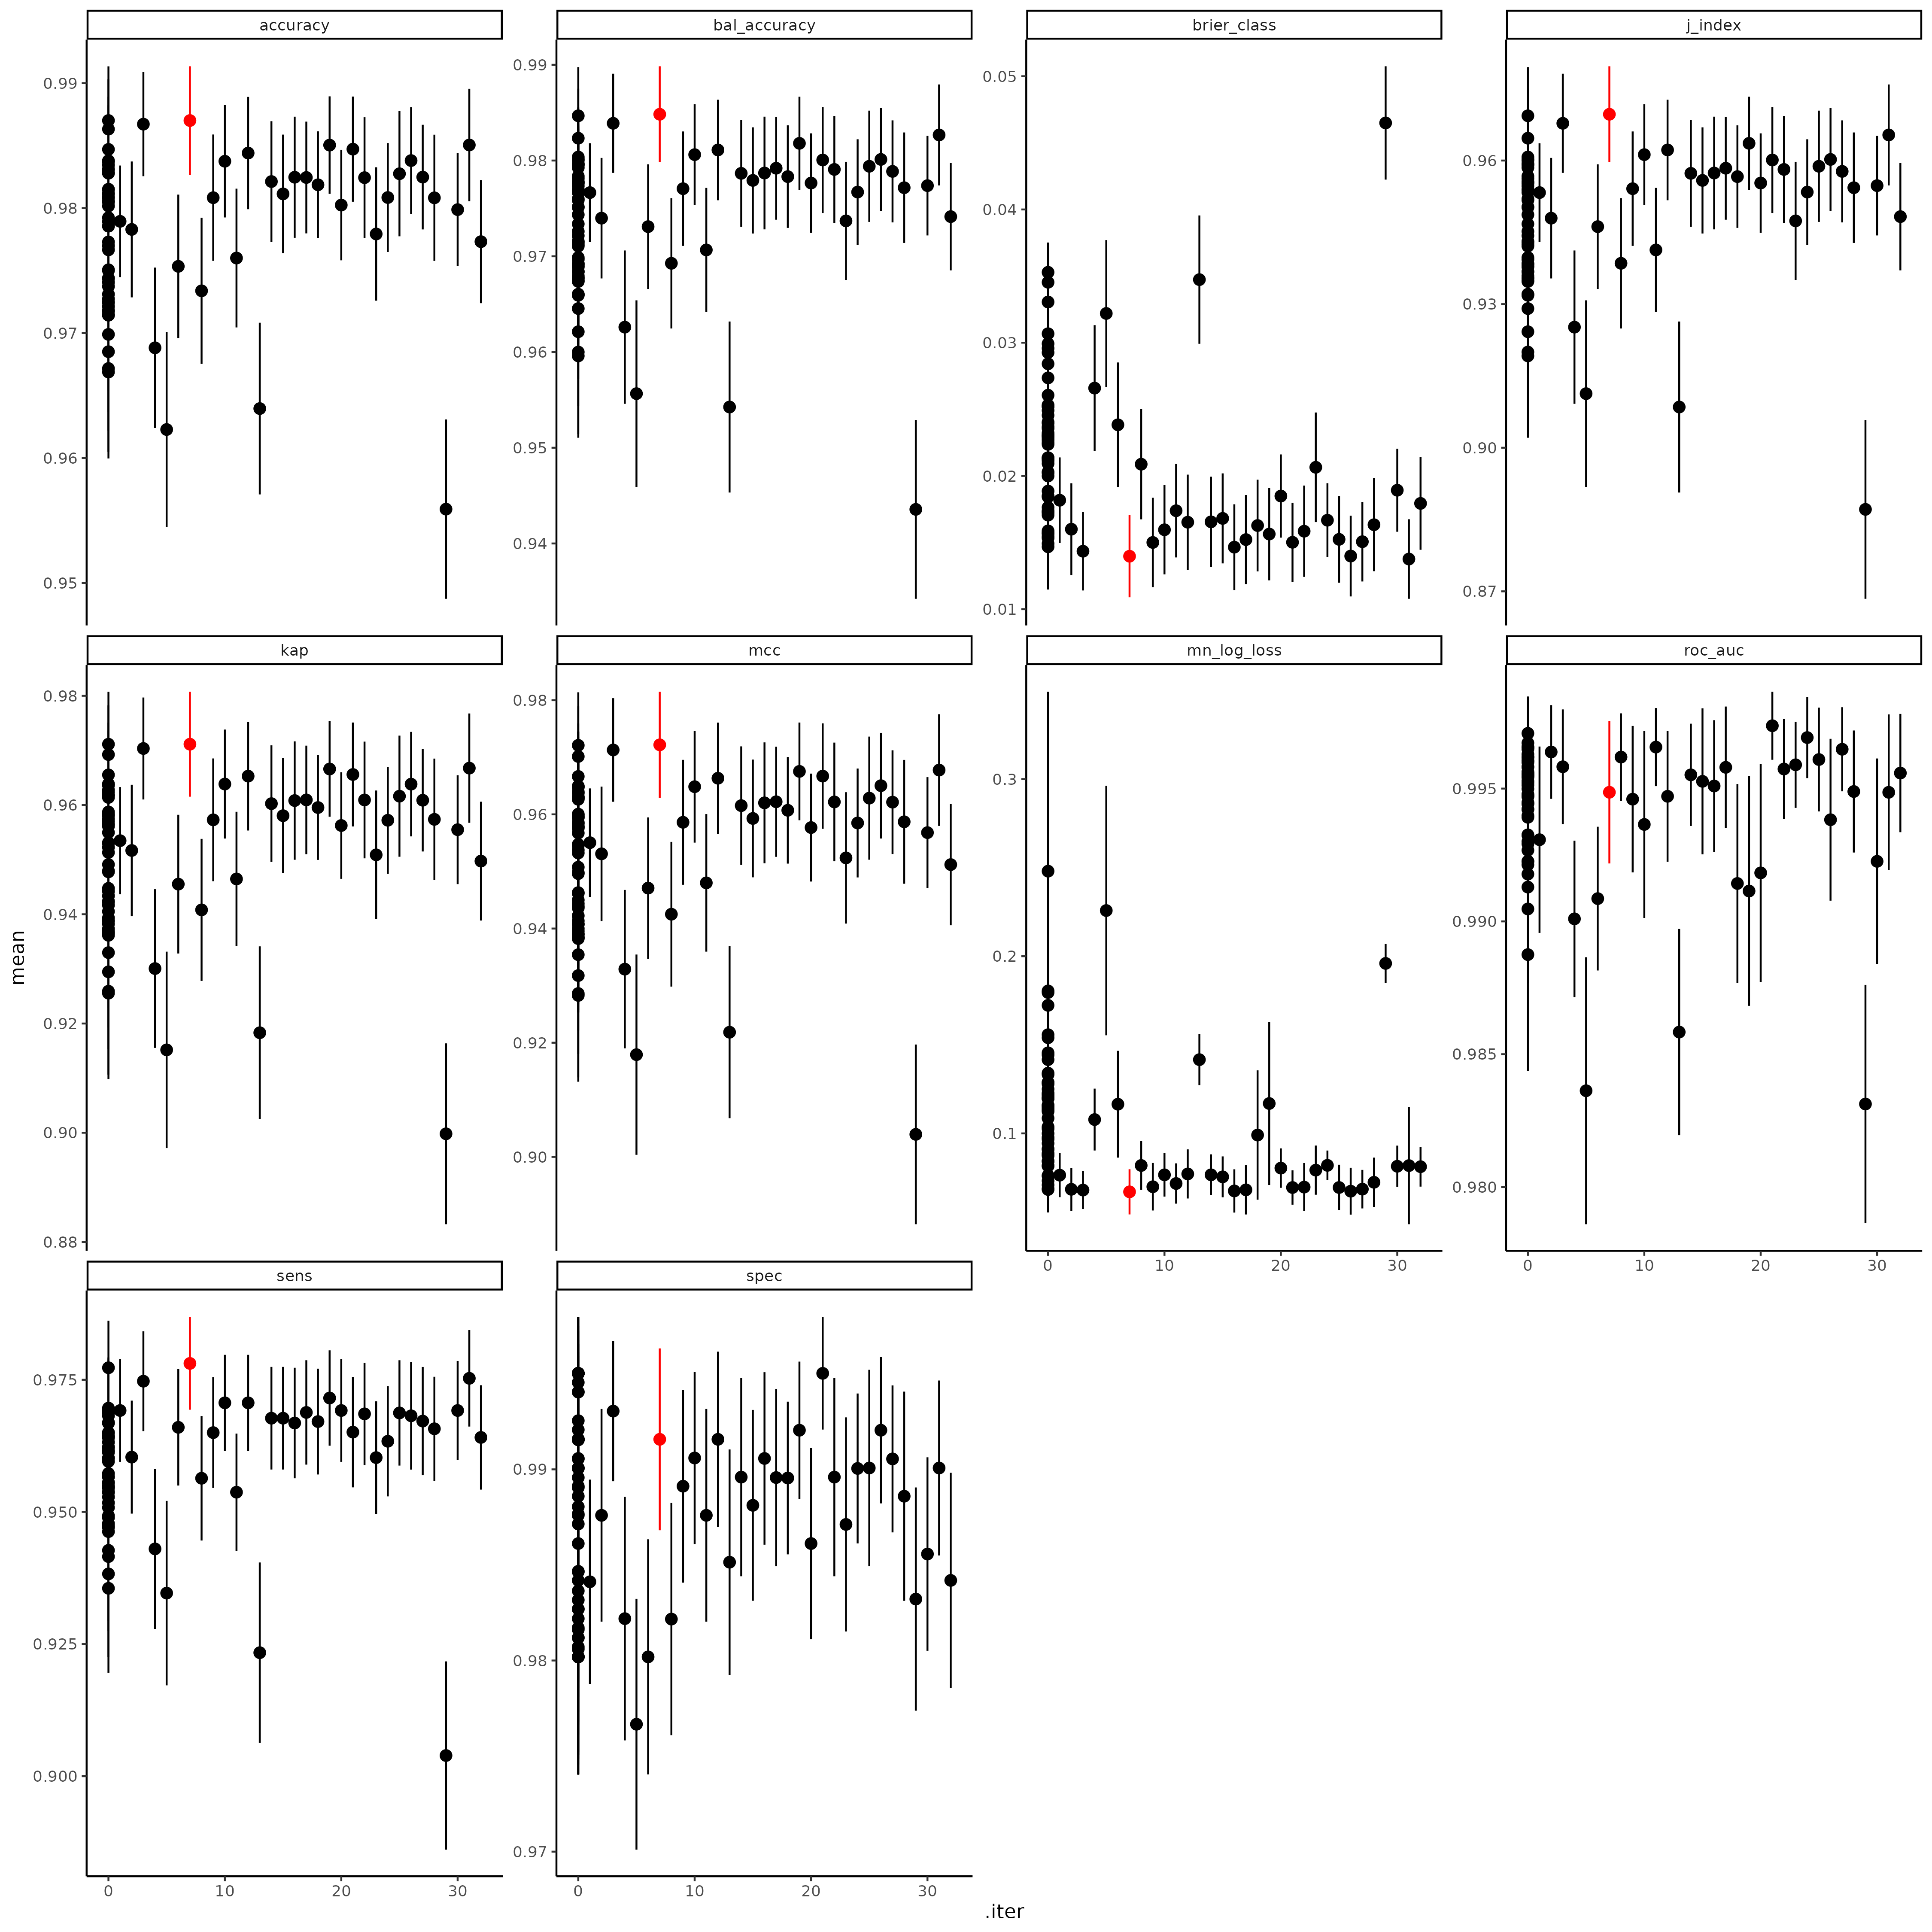 accuracy bal_accuracy brier_class j_index
0.99 0.98 0.97 0.96 0.95
0.99 0.98 0.97 0.96 0.95 0.94
0.05 0.04 0.03 0.02 0.01
0.96 0.93 0.90 0.87
kap mcc mn_log_loss roc_auc
mean
0.98 0.96 0.94 0.92 0.90 0.88
0.98 0.96 0.94 0.92 0.90
0.3 0.2 0.1
0.995 0.990 0.985 0.980
0 10 20 30 0 10 20 30
sens spec
0.975 0.950 0.925 0.900
0.99 0.98 0.97
0 10 20 30 0 10 20 30
.iter